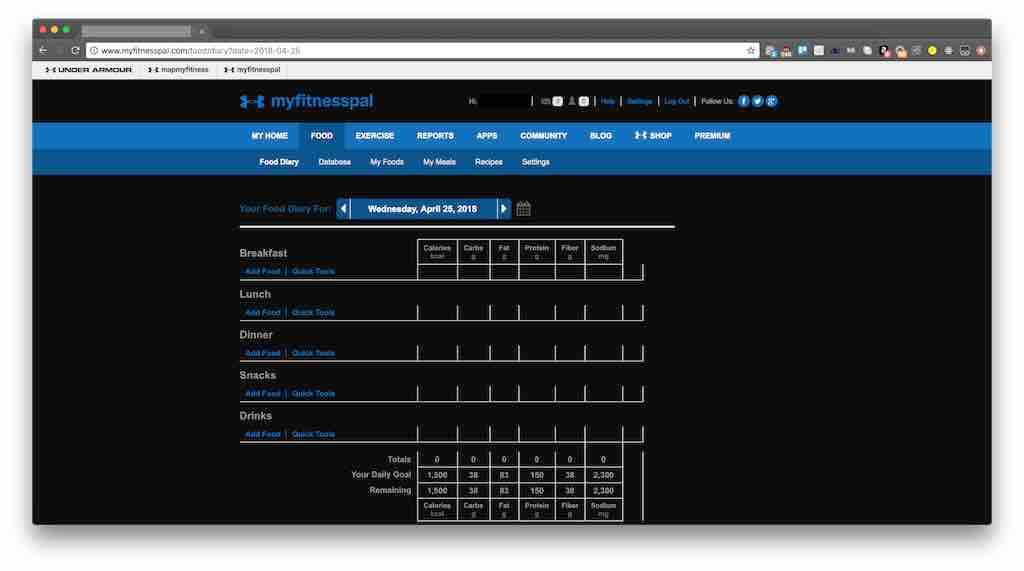 www.myfitnesspal.com/food/diary?date=2018-04-25
UNDER ARMOUR mapmyfitness myfitnesspal
myfitnesspal
Hi, Help Settings Log Out Follow Us:
MY HOME FOOD EXERCISE REPORTS APPS COMMUNITY BLOG SHOP PREMIUM
Food Diary Database My Foods My Meals Recipes Settings
Your Food Diary For: Wednesday, April 25, 2018
Calories Carbs Fat Protein Fiber Sodium
kcal g g g g mg
Breakfast
Add Food | Quick Tools
Lunch
Add Food | Quick Tools
Dinner
Add Food | Quick Tools
Snacks
Add Food | Quick Tools
Drinks
Add Food | Quick Tools
Totals 0 0 0 0 0 0
Your Daily Goal 1,500 38 83 150 38 2,300
Remaining 1,500 38 83 150 38 2,300
Calories Carbs Fat Protein Fiber Sodium
kcal g g g g mg